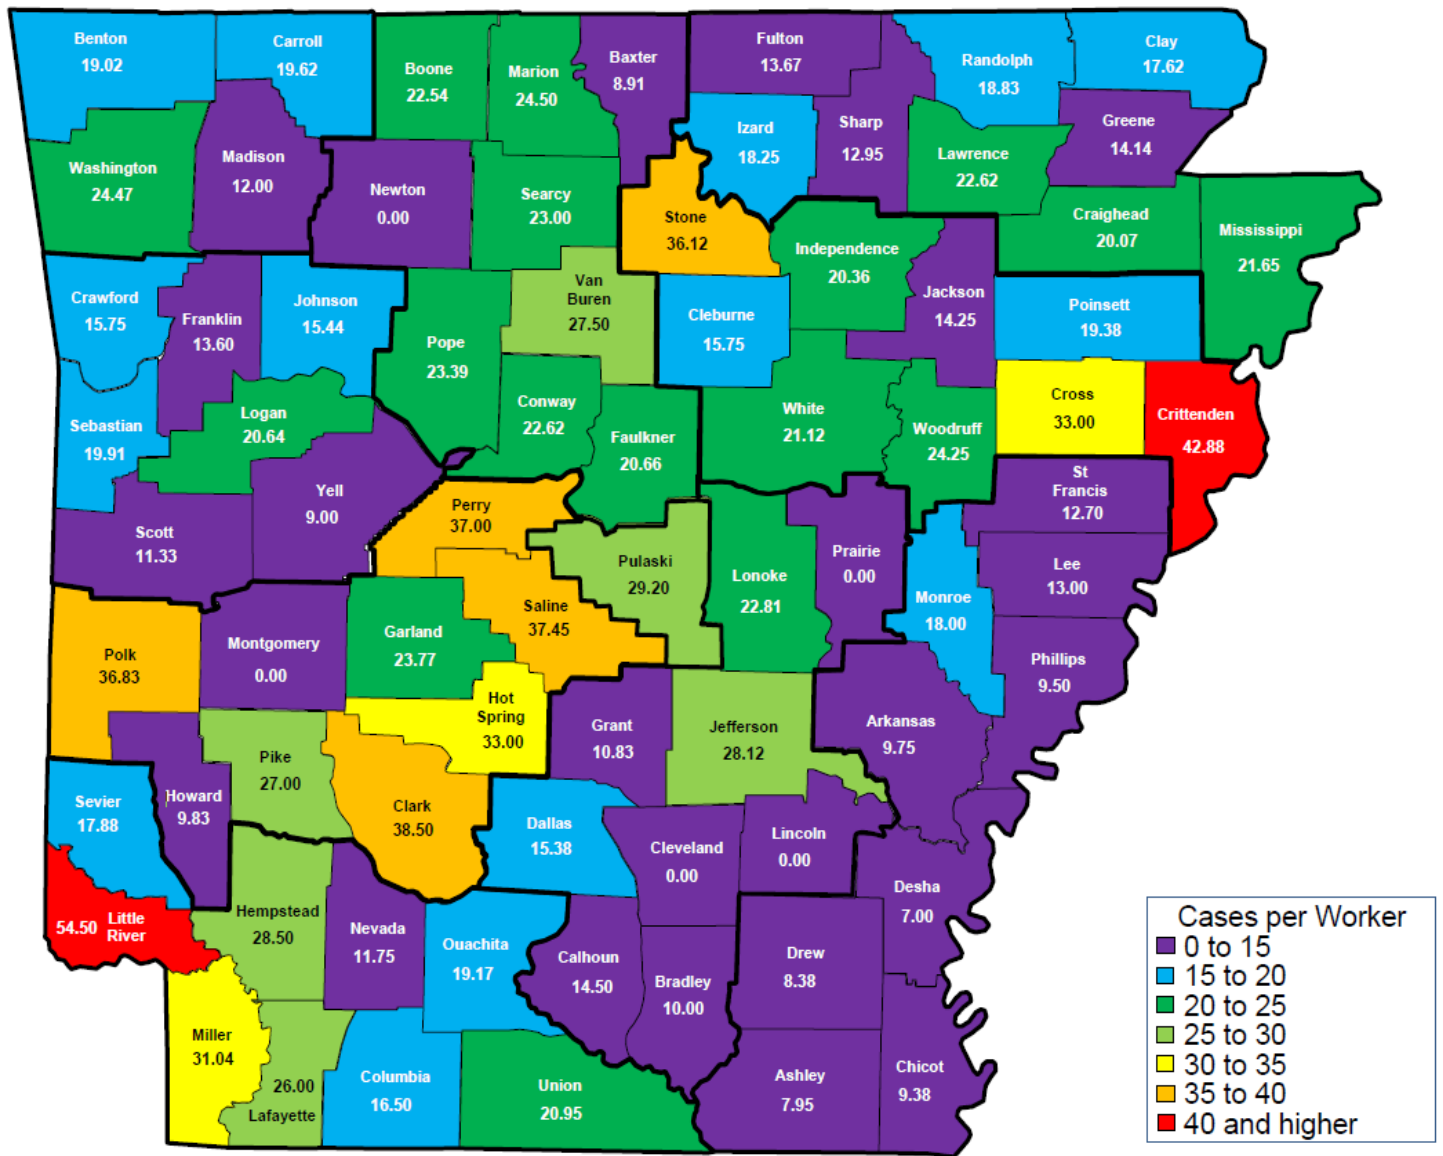 Benton
19.02
Carroll
19.62
Boone
22.54
Marion
24.50
Baxter
8.91
Fulton
13.67
Randolph
18.83
Clay
17.62
Washington
24.47
Madison
12.00
Newton
0.00
Searcy
23.00
Stone
36.12
Izard
18.25
Sharp
12.95
Lawrence
22.62
Greene
14.14
Craighead
20.07
Mississippi
21.65
Crawford
15.75
Franklin
13.60
Johnson
15.44
Pope
23.39
Van
Buren
27.50
Cleburne
15.75
Independence
20.36
Jackson
14.25
Poinsett
19.38
Sebastian
19.91
Logan
20.64
Conway
22.62
Faulkner
20.66
White
21.12
Woodruff
24.25
Cross
33.00
Crittenden
42.88
Scott
11.33
Yell
9.00
Perry
37.00
Pulaski
29.20
Lonoke
22.81
Prairie
0.00
Monroe
18.00
St
Francis
12.70
Lee
13.00
Phillips
9.50
Polk
36.83
Montgomery
0.00
Garland
23.77
Saline
37.45
Hot
Spring
33.00
Grant
10.83
Jefferson
28.12
Arkansas
9.75
Sevier
17.88
Howard
9.83
Pike
27.00
Clark
38.50
Dallas
15.38
Cleveland
0.00
Lincoln
0.00
Desha
7.00
54.50 Little
River
Hempstead
28.50
Nevada
11.75
Ouachita
19.17
Calhoun
14.50
Bradley
10.00
Drew
8.38
Miller
31.04
26.00
Lafayette
Columbia
16.50
Union
20.95
Ashley
7.95
Chicot
9.38
Cases per Worker
0 to 15
15 to 20
20 to 25
25 to 30
30 to 35
35 to 40
40 and higher